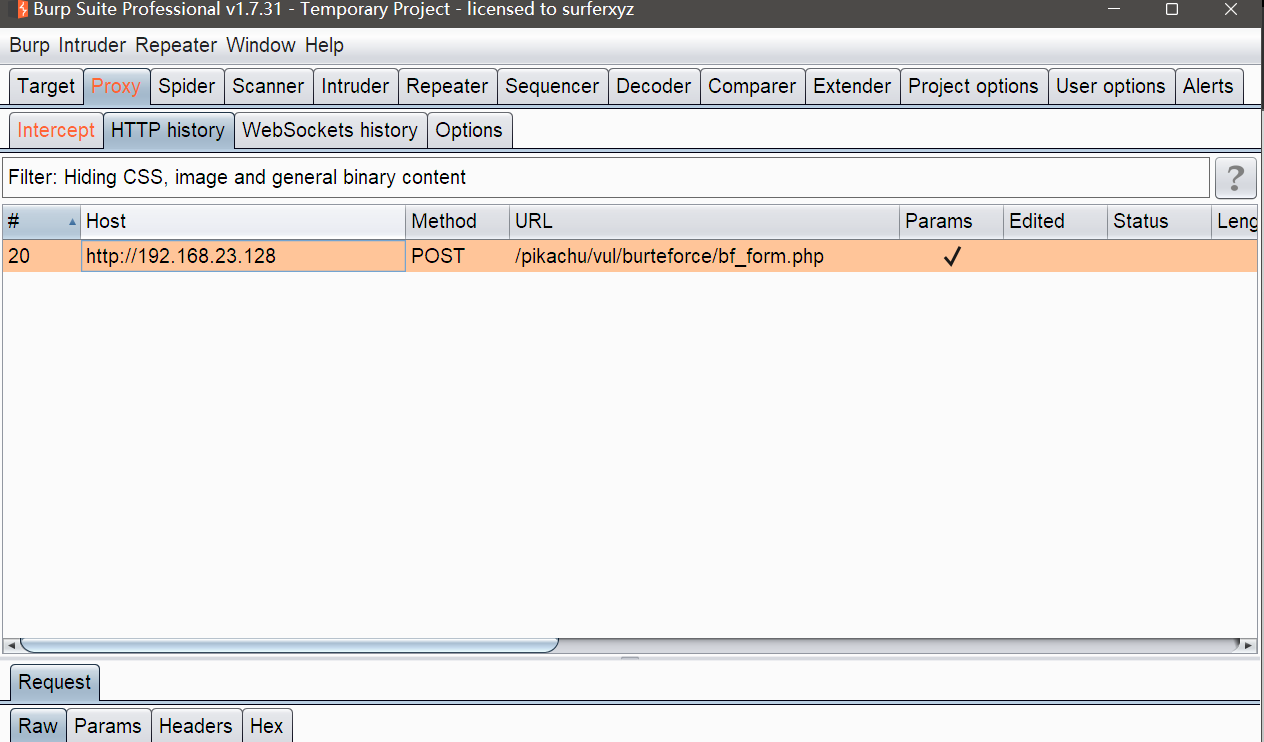 Burp Suite Professional v1.7.31 - Temporary Project - licensed to surferxyz
Burp Intruder Repeater Window Help
Target Proxy Spider Scanner Intruder Repeater Sequencer Decoder Comparer Extender Project options User options Alerts
Intercept HTTP history WebSockets history Options
Filter: Hiding CSS, image and general binary content ?
# Host Method URL Params Edited Status Leng
20 http://192.168.23.128 POST /pikachu/vul/burteforce/bf_form.php ✓
Request
Raw Params Headers Hex